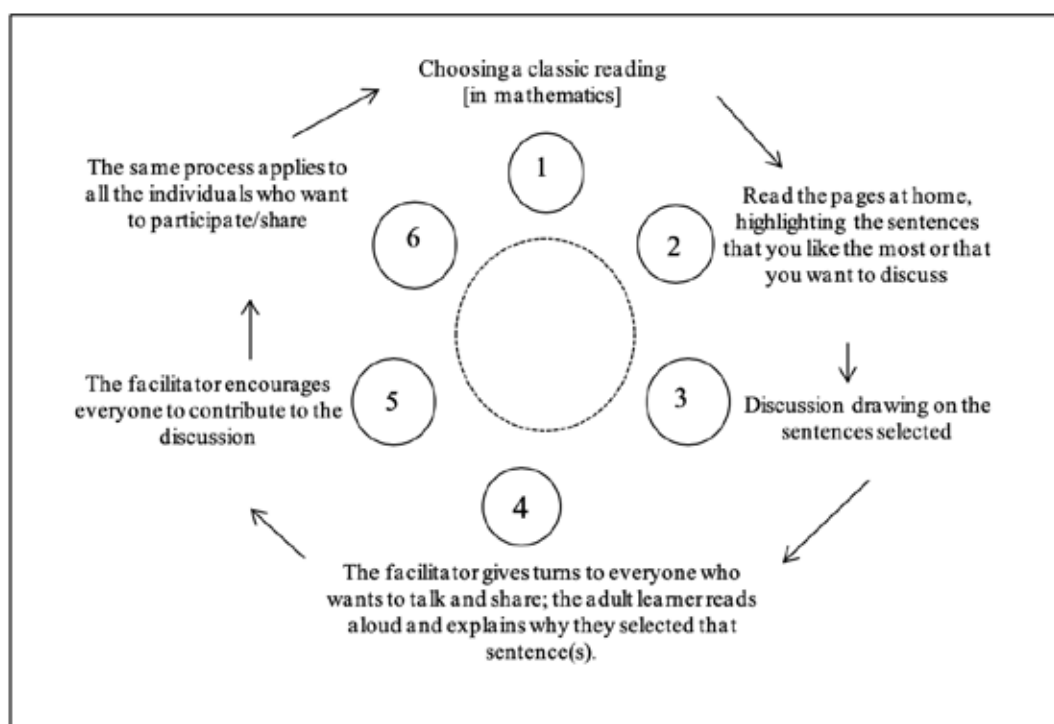 Choosing a classic reading
[in mathematics]
1
Read the pages at home,
highlighting the sentences
that you like the most or that
you want to discuss
2
Discussion drawing on the
sentences selected
3
4
The facilitator gives turns to everyone who
wants to talk and share; the adult learner reads
aloud and explains why they selected that
sentence(s).
The facilitator encourages
everyone to contribute to the
discussion
5
The same process applies to
all the individuals who want
to participate/share
6